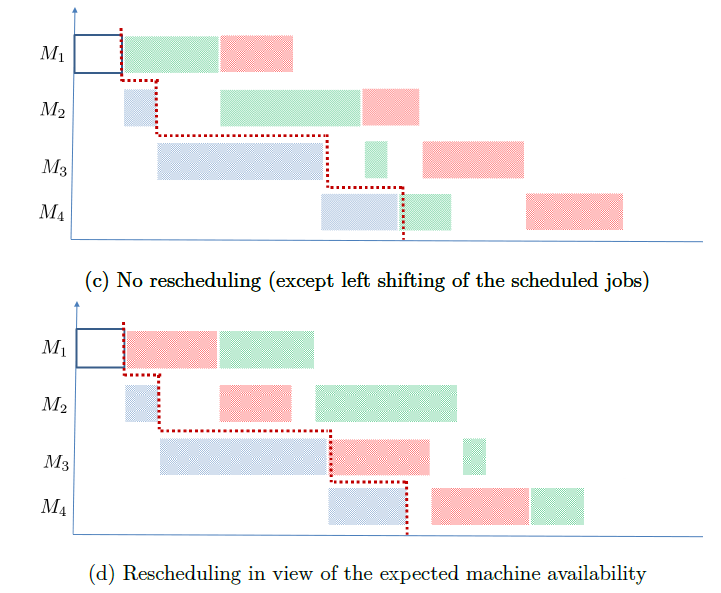 M1
M2
M3
M4
(c) No rescheduling (except left shifting of the scheduled jobs)
M1
M2
M3
M4
(d) Rescheduling in view of the expected machine availability